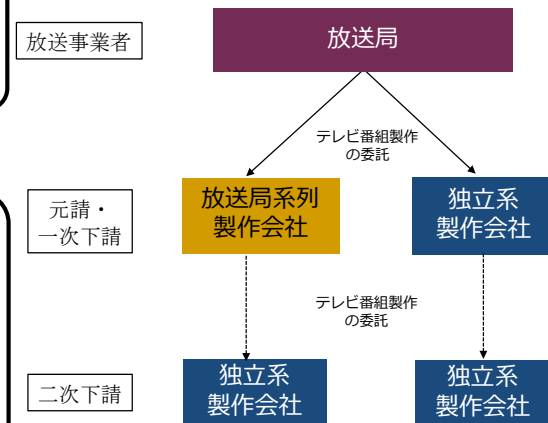 放送事業者
放送局
テレビ番組製作
の委託
元請・
一次下請
放送局系列
製作会社
独立系
製作会社
テレビ番組製作
の委託
二次下請
独立系
製作会社
独立系
製作会社